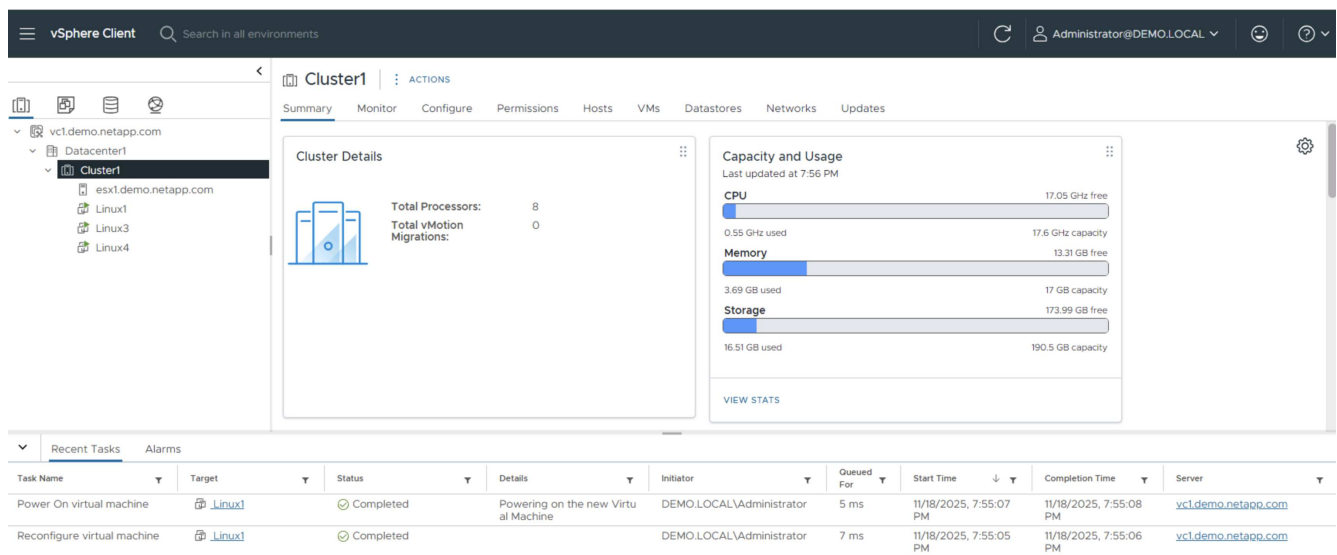 vSphere Client
Search in all environments
Administrator@DEMO.LOCAL
vc1.demo.netapp.com
Datacenter1
Cluster1
esx1.demo.netapp.com
Linux1
Linux3
Linux4
Cluster1
ACTIONS
Summary Monitor Configure Permissions Hosts VMs Datastores Networks Updates
Cluster Details
Total Processors: 8
Total vMotion Migrations: 0
Capacity and Usage
Last updated at 7:56 PM
CPU 17.05 GHz free
0.55 GHz used 17.6 GHz capacity
Memory 13.31 GB free
3.69 GB used 17 GB capacity
Storage 173.99 GB free
16.51 GB used 190.5 GB capacity
VIEW STATS
Recent Tasks Alarms
Task Name Target Status Details Initiator Queued For Start Time Completion Time Server
Power On virtual machine Linux1 Completed Powering on the new Virtual Machine DEMO.LOCAL\Administrator 5 ms 11/18/2025, 7:55:07 PM 11/18/2025, 7:55:08 PM vc1.demo.netapp.com
Reconfigure virtual machine Linux1 Completed DEMO.LOCAL\Administrator 7 ms 11/18/2025, 7:55:05 PM 11/18/2025, 7:55:06 PM vc1.demo.netapp.com